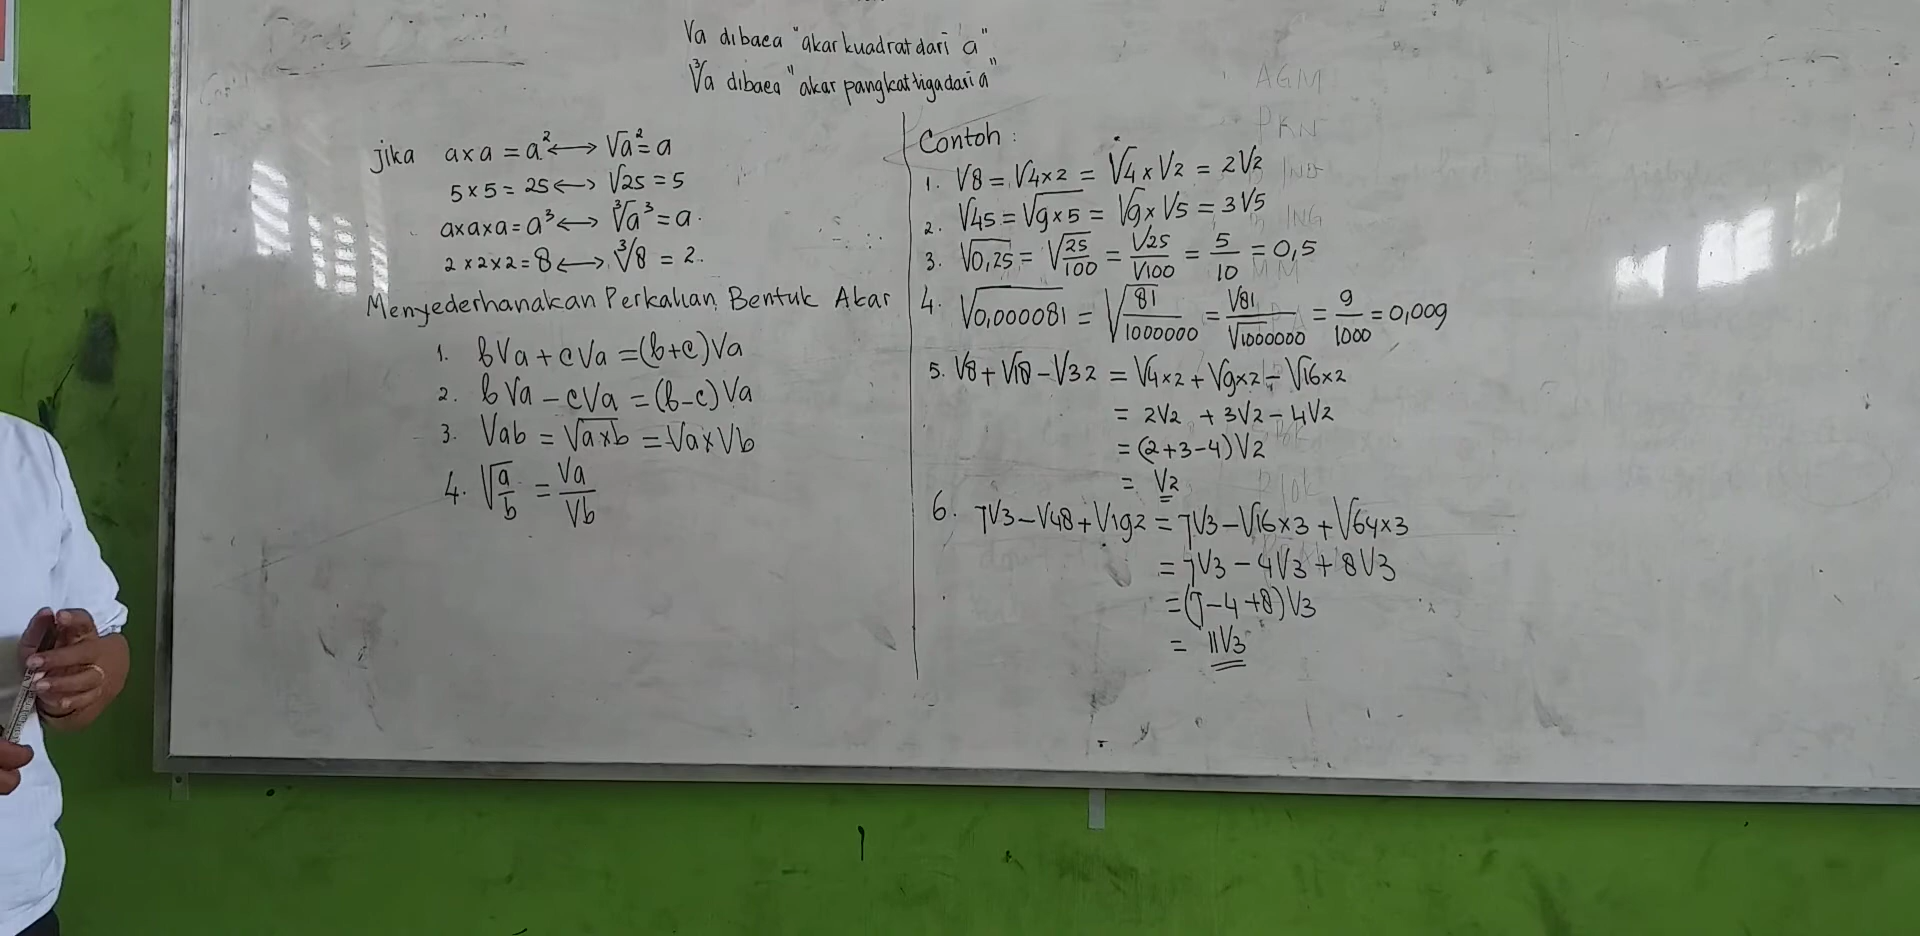 √a dibaca "akar kuadrat dari a"
∛a dibaca "akar pangkat tiga dari a"
jika a × a = a² ⟷ √a² = a
5 × 5 = 25 ⟷ √25 = 5
a × a × a = a³ ⟷ ∛a³ = a.
2 × 2 × 2 = 8 ⟷ ∛8 = 2.
Menyederhanakan Perkalian Bentuk Akar
1. b√a + c√a = (b+c)√a
2. b√a − c√a = (b−c)√a
3. √ab = √a×b = √a × √b
4. √a/b = √a/√b
Contoh :
1. √8 = √4×2 = √4 × √2 = 2√2
2. √45 = √9×5 = √9 × √5 = 3√5
3. √0,25 = √25/100 = √25/√100 = 5/10 = 0,5
4. √0,000081 = √81/1000000 = √81/√1000000 = 9/1000 = 0,009
5. √8 + √18 − √32 = √4×2 + √9×2 − √16×2
= 2√2 + 3√2 − 4√2
= (2+3−4)√2
= √2
6. 7√3 − √48 + √192 = 7√3 − √16×3 + √64×3
= 7√3 − 4√3 + 8√3
= (7−4+8)√3
= 11√3
AGM
PKN
IND
ING
MM
PJOK